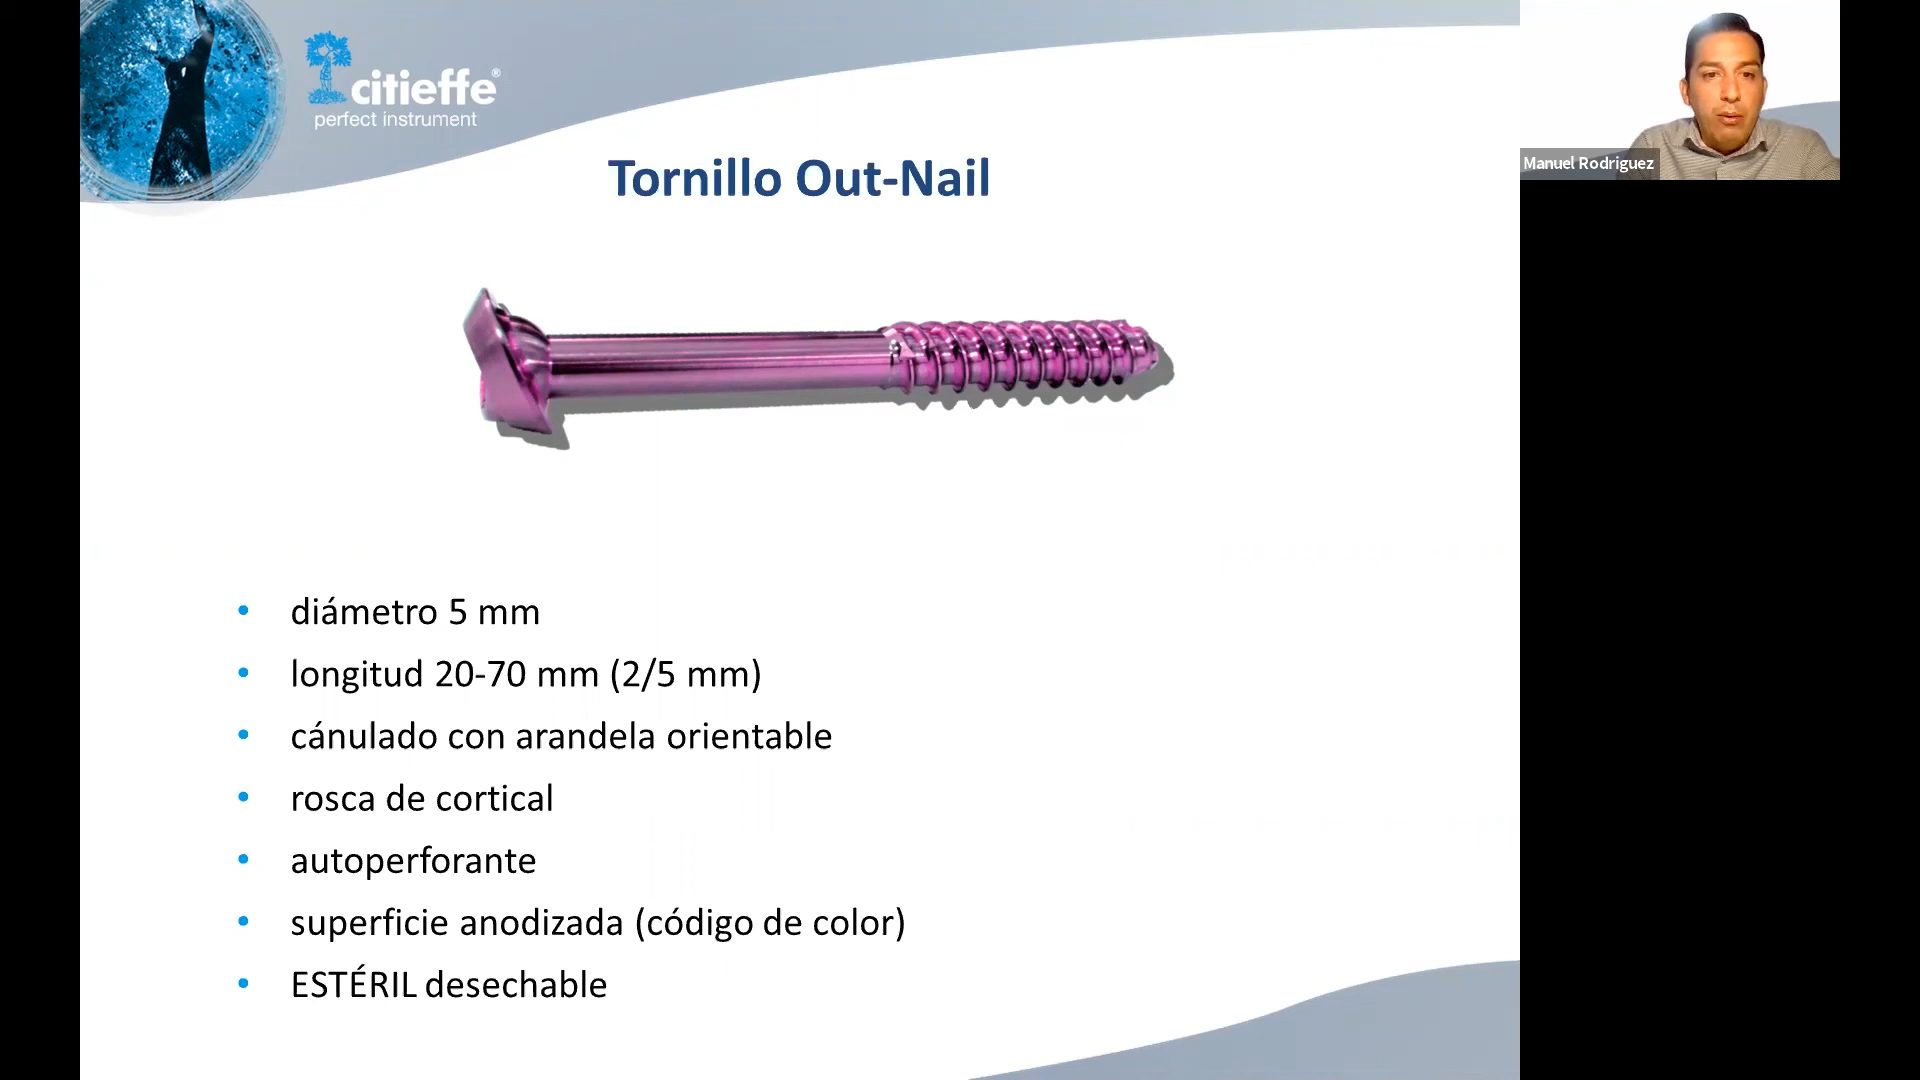 citieffe®
perfect instrument
Manuel Rodriguez
Tornillo Out-Nail
• diámetro 5 mm
• longitud 20-70 mm (2/5 mm)
• cánulado con arandela orientable
• rosca de cortical
• autoperforante
• superficie anodizada (código de color)
• ESTÉRIL desechable